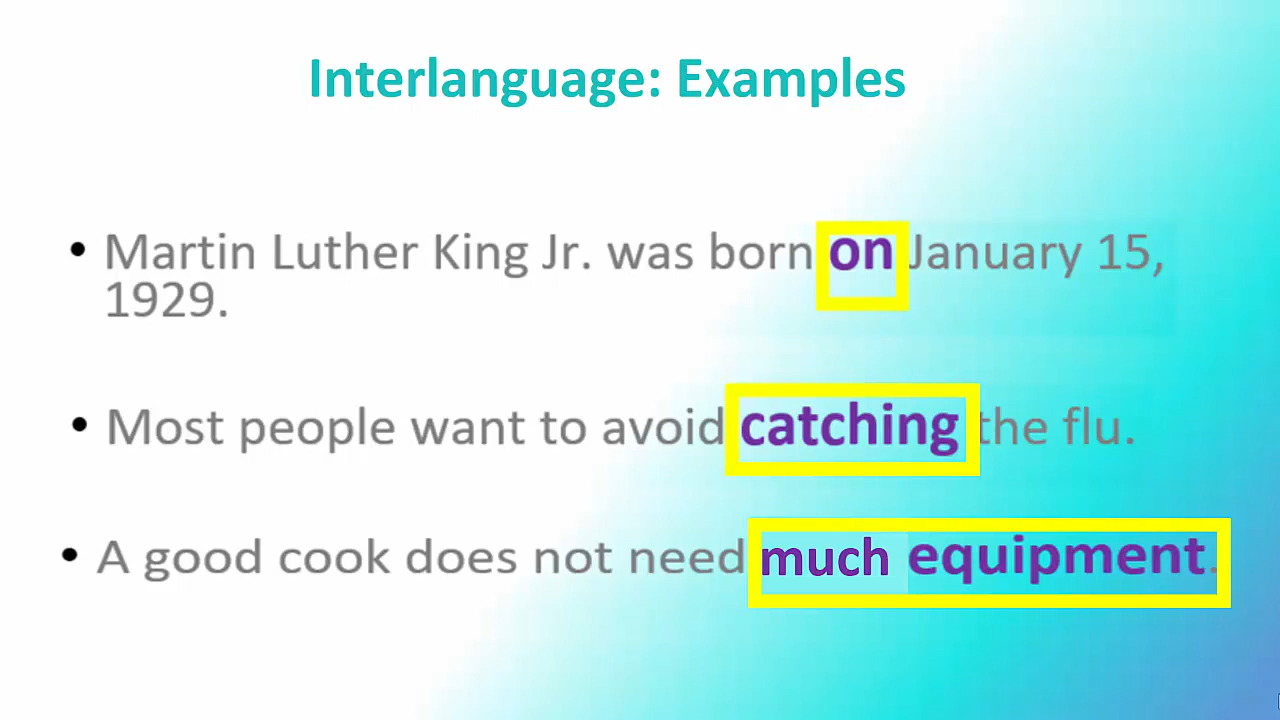 Interlanguage: Examples
• Martin Luther King Jr. was born on January 15,
1929.
• Most people want to avoid catching the flu.
• A good cook does not need much equipment.